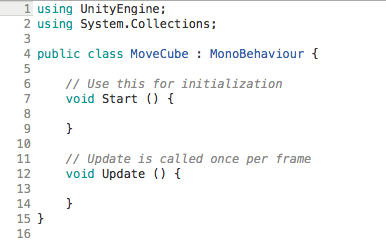 1 using UnityEngine;
2 using System.Collections;
3
4 public class MoveCube : MonoBehaviour {
5
6     // Use this for initialization
7     void Start () {
8
9     }
10
11     // Update is called once per frame
12     void Update () {
13
14     }
15 }
16